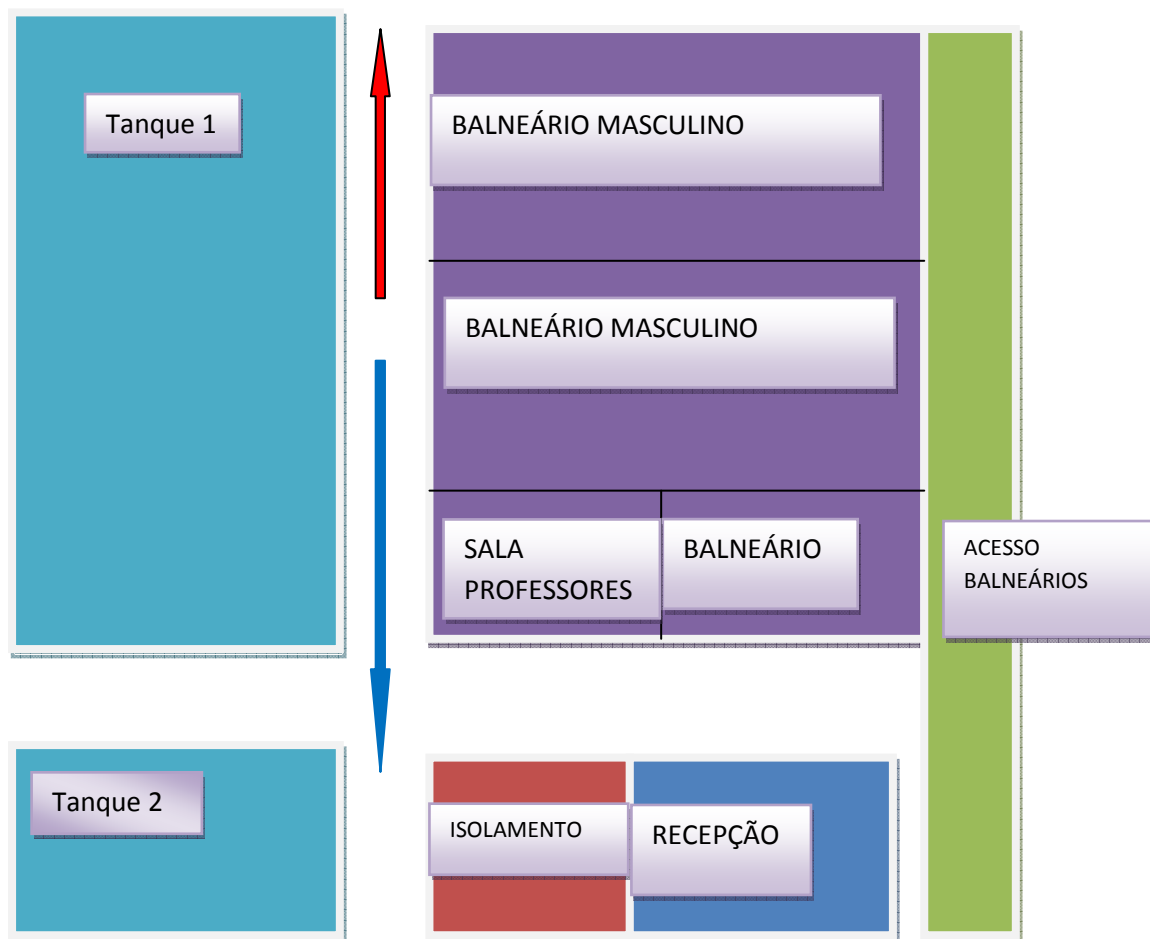 Tanque 1
BALNEÁRIO MASCULINO
BALNEÁRIO MASCULINO
SALA
PROFESSORES
BALNEÁRIO
ACESSO
BALNEÁRIOS
Tanque 2
ISOLAMENTO
RECEPÇÃO